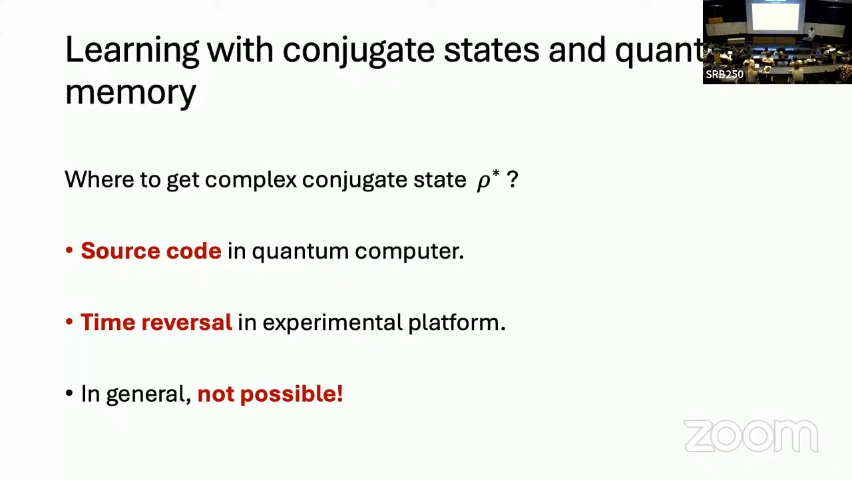 Learning with conjugate states and quant
memory
SRB250
Where to get complex conjugate state ρ* ?
• Source code in quantum computer.
• Time reversal in experimental platform.
• In general, not possible!
zoom